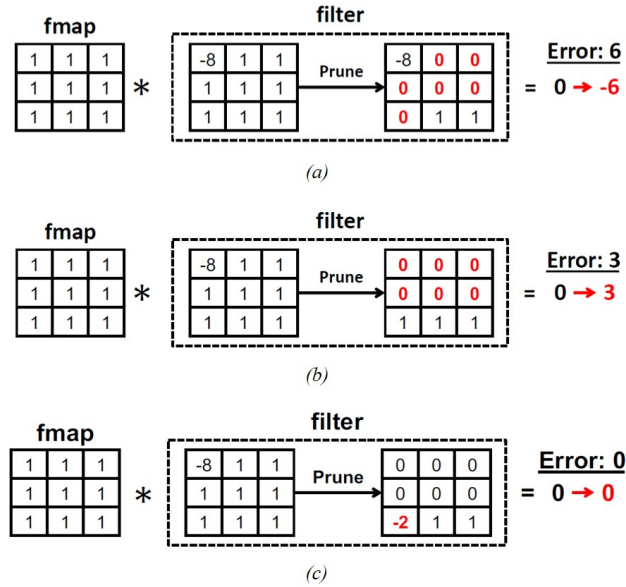 fmap filter
1 1 1 * -8 1 1 Prune -8 0 0 Error: 6
1 1 1 1 1 1 0 0 0 = 0 → -6
1 1 1 1 1 1 0 1 1
(a)
fmap filter
1 1 1 * -8 1 1 Prune 0 0 0 Error: 3
1 1 1 1 1 1 0 0 0 = 0 → 3
1 1 1 1 1 1 1 1 1
(b)
fmap filter
1 1 1 * -8 1 1 Prune 0 0 0 Error: 0
1 1 1 1 1 1 0 0 0 = 0 → 0
1 1 1 1 1 1 -2 1 1
(c)